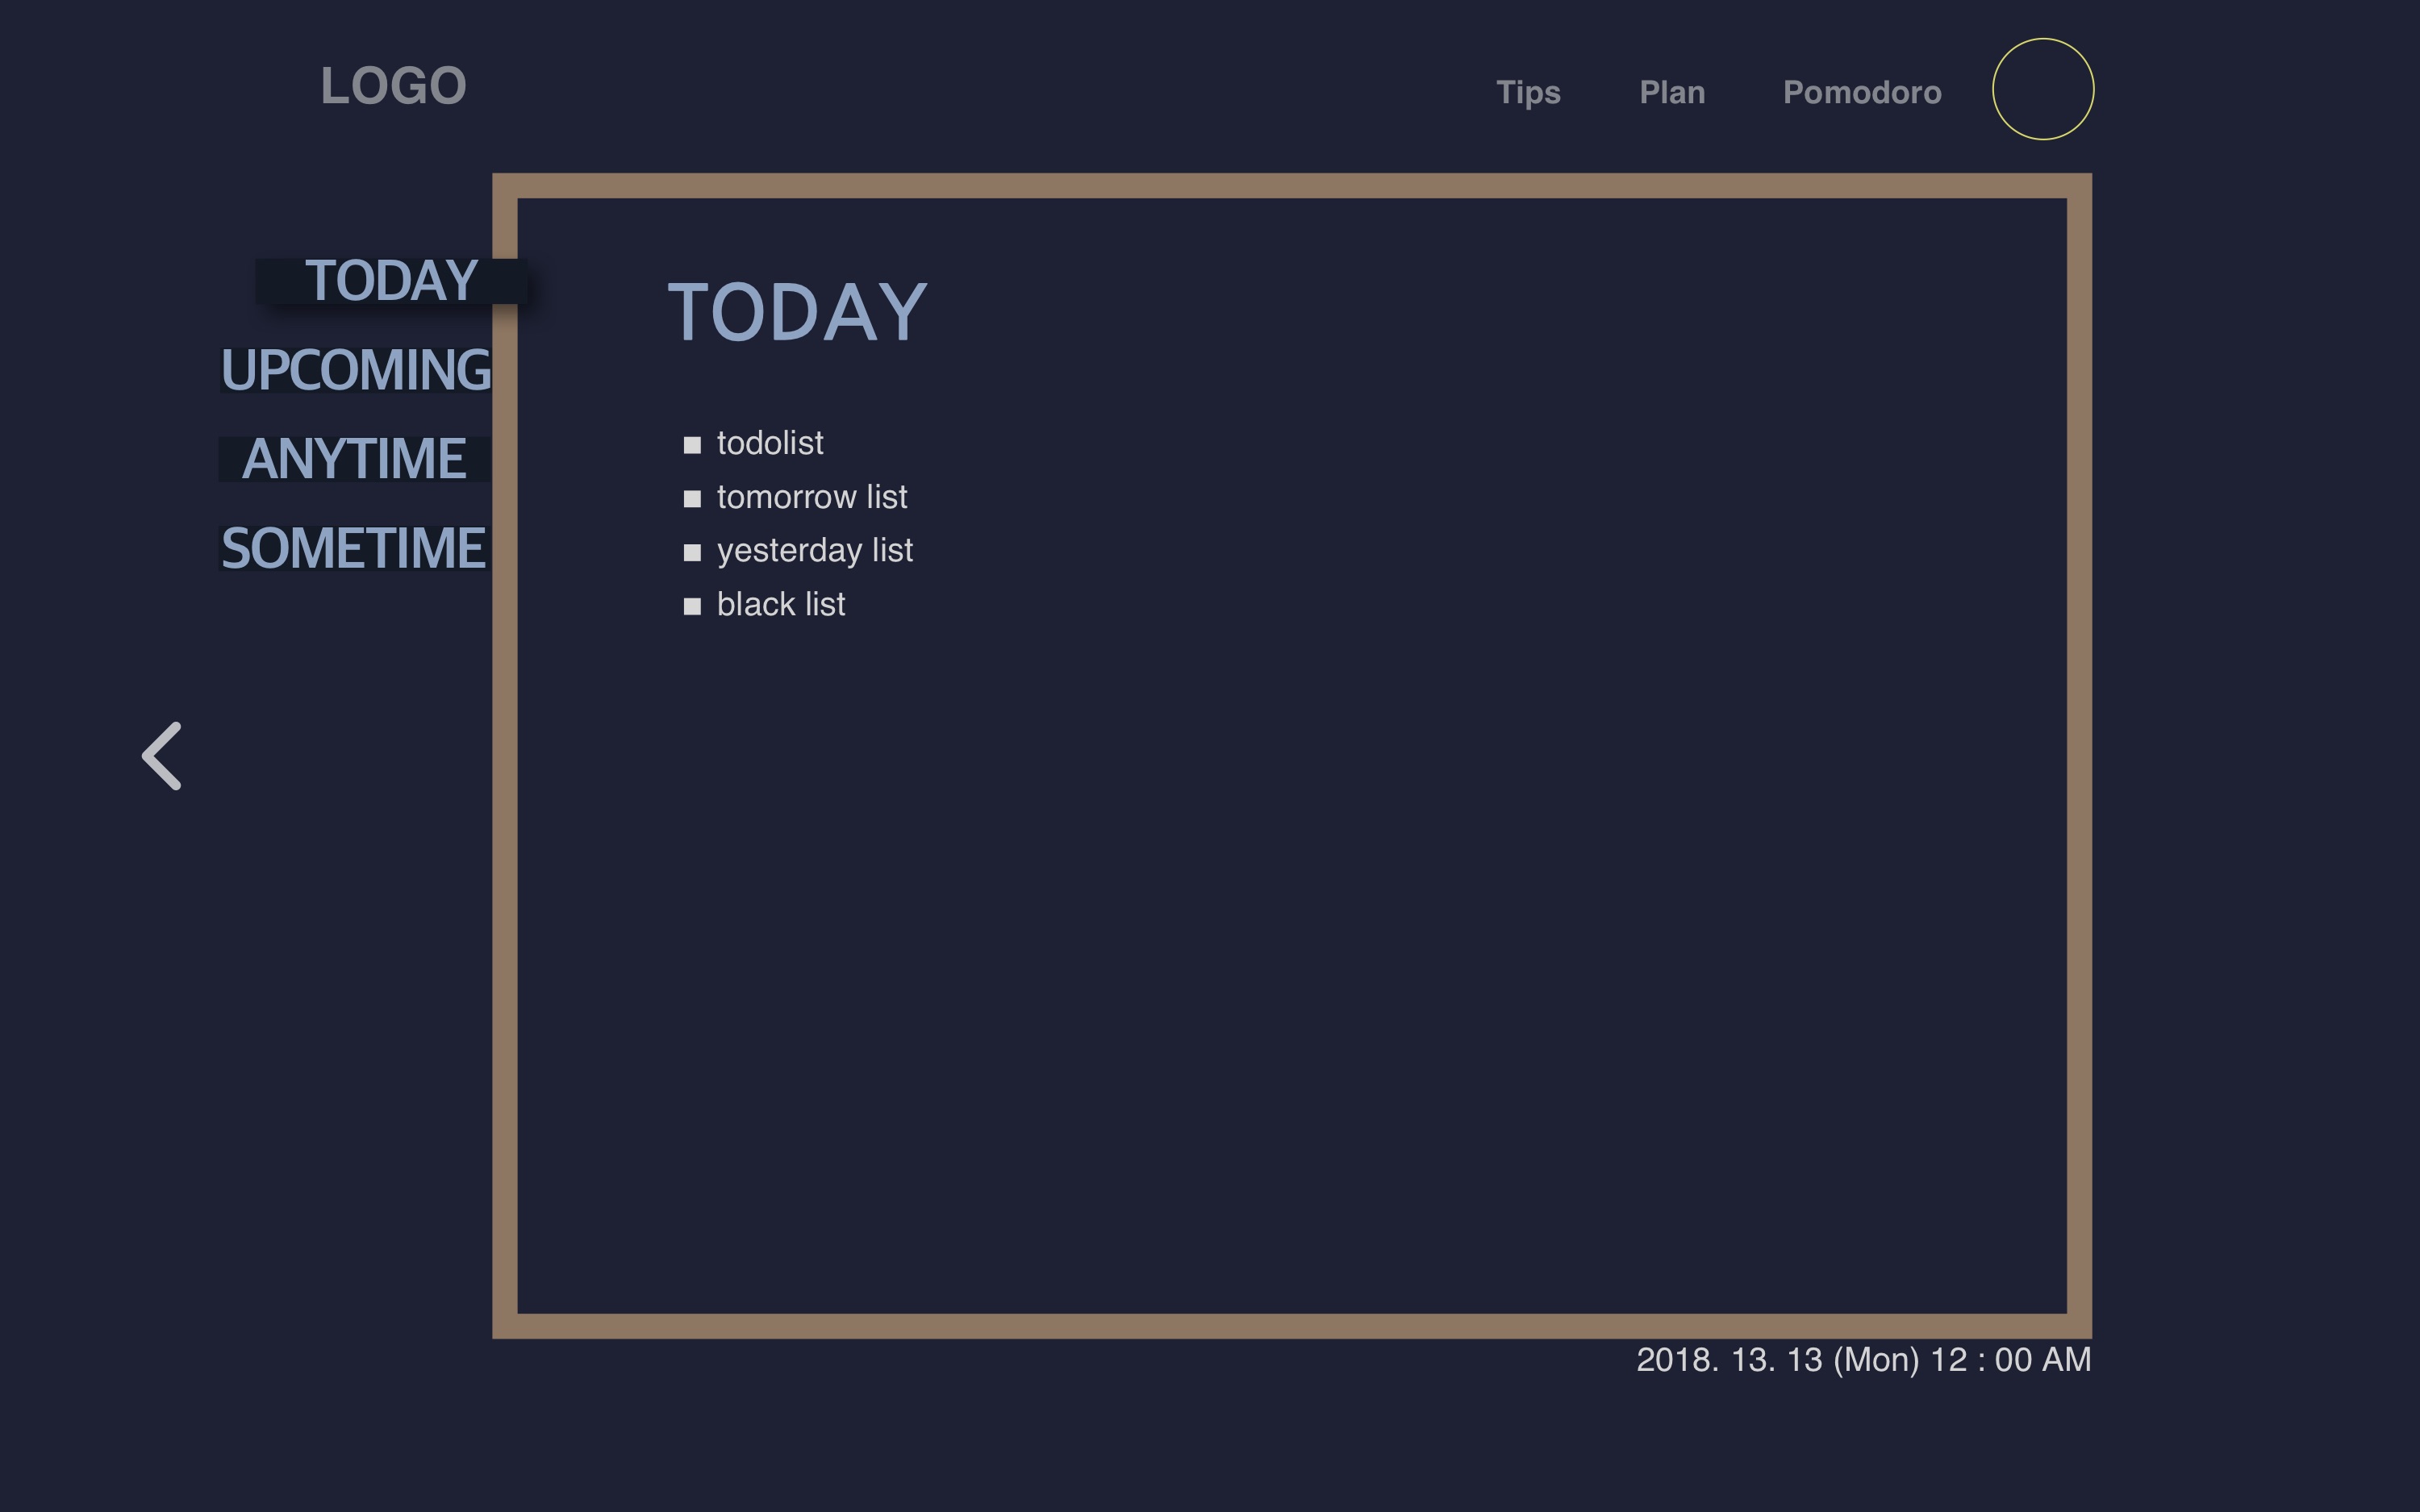 LOGO
Tips Plan Pomodoro
TODAY
UPCOMING
ANYTIME
SOMETIME
TODAY
todolist
tomorrow list
yesterday list
black list
2018. 13. 13 (Mon) 12 : 00 AM